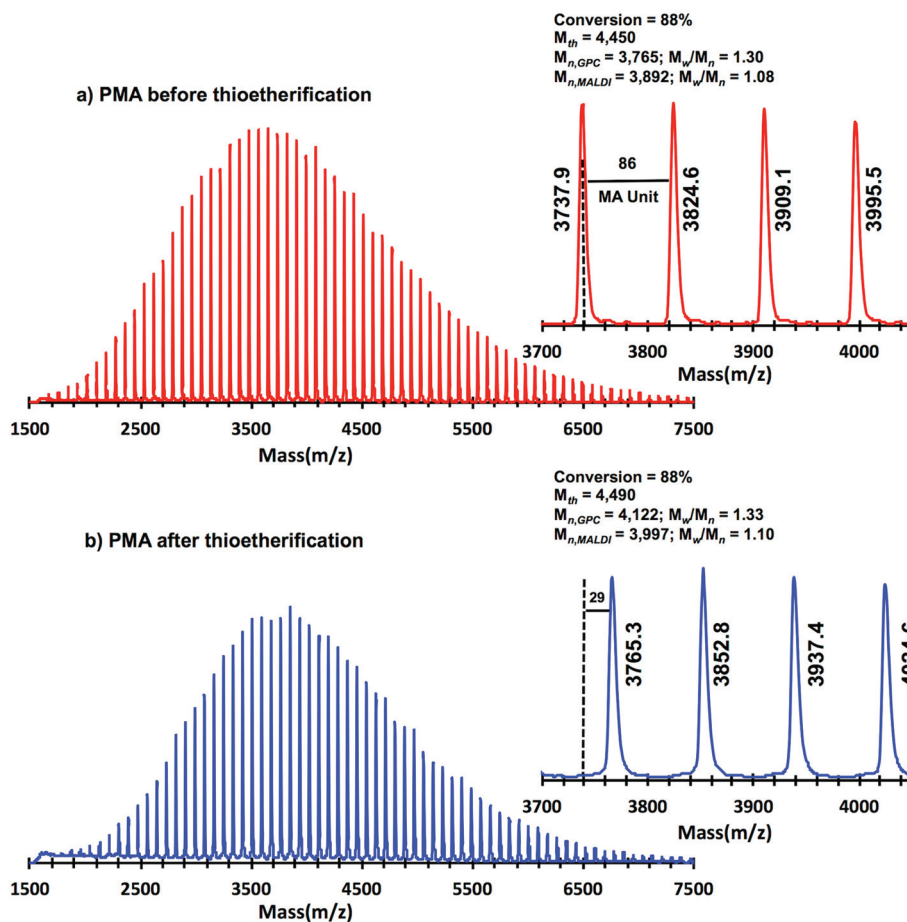 Conversion = 88%
Mth = 4,450
Mn,GPC = 3,765; Mw/Mn = 1.30
Mn,MALDI = 3,892; Mw/Mn = 1.08
a) PMA before thioetherification
3737.9
86
MA Unit
3824.6
3909.1
3995.5
3700 3800 3900 4000
Mass(m/z)
1500 2500 3500 4500 5500 6500 7500
Mass(m/z)
Conversion = 88%
Mth = 4,490
Mn,GPC = 4,122; Mw/Mn = 1.33
Mn,MALDI = 3,997; Mw/Mn = 1.10
b) PMA after thioetherification
29
3765.3
3852.8
3937.4
3700 3800 3900 4000
Mass(m/z)
1500 2500 3500 4500 5500 6500 7500
Mass(m/z)